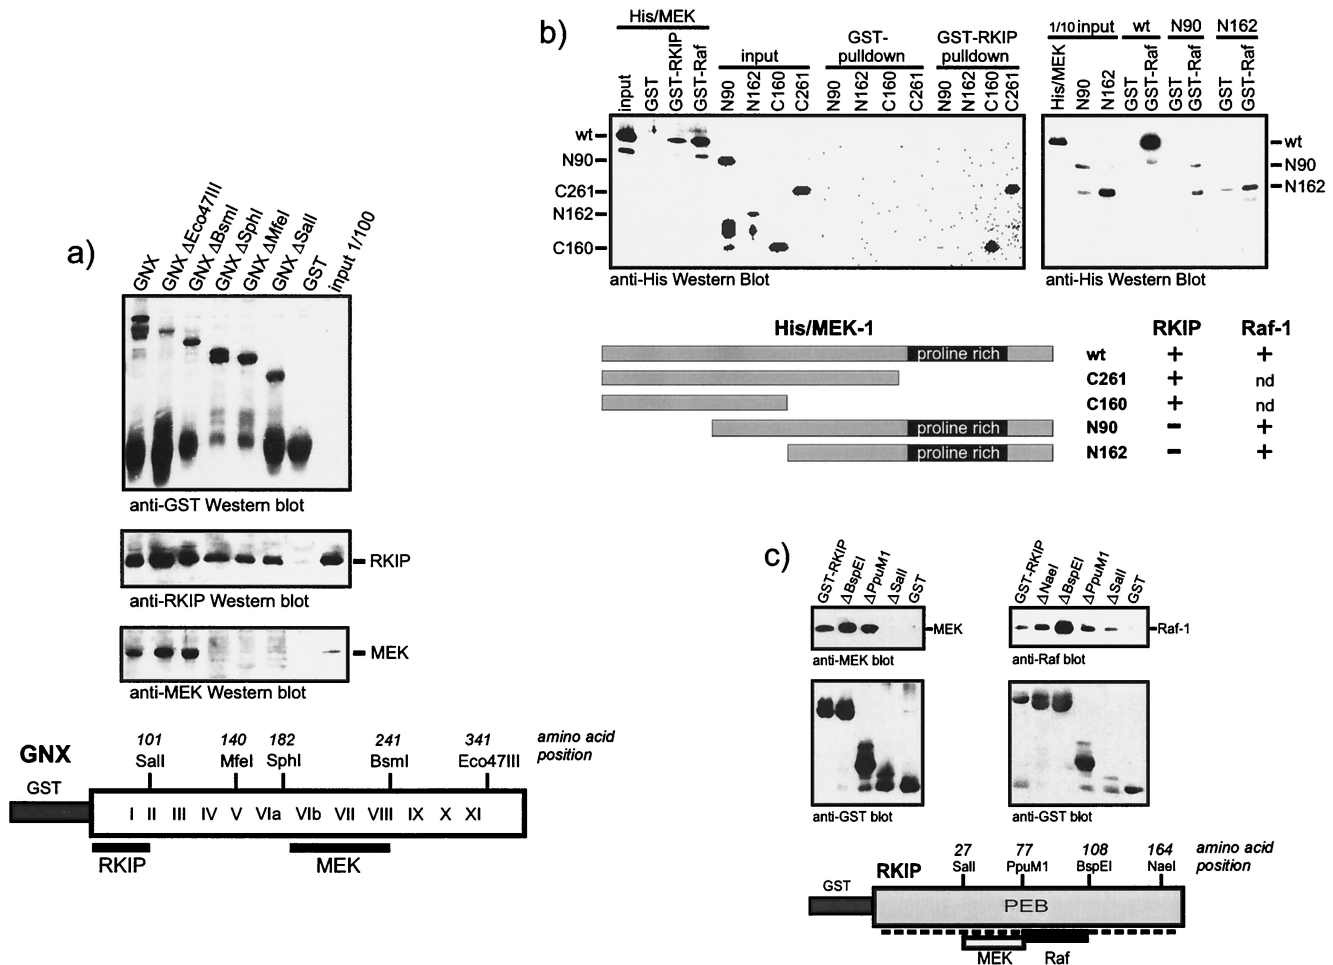 a)
GNX
GNX ΔEco47III
GNX ΔBsmI
GNX ΔSphI
GNX ΔMfeI
GNX ΔSalI
GST
input 1/100
anti-GST Western blot
RKIP
anti-RKIP Western blot
MEK
anti-MEK Western blot
GNX
101 140 182 241 341 amino acid
SalI MfeI SphI BsmI Eco47III position
GST
I II III IV V VIa VIb VII VIII IX X XI
RKIP MEK
b)
His/MEK
input
GST
GST-RKIP
GST-Raf
input
N90
N162
C160
C261
GST-
pulldown
N90
N162
C160
C261
GST-RKIP
pulldown
N90
N162
C160
C261
wt
N90
C261
N162
C160
anti-His Western Blot
1/10 input wt N90 N162
His/MEK
N90
N162
GST
GST-Raf
GST
GST-Raf
GST
GST-Raf
wt
N90
N162
anti-His Western Blot
His/MEK-1 RKIP Raf-1
proline rich wt + +
C261 + nd
C160 + nd
proline rich N90 - +
proline rich N162 - +
c)
GST-RKIP
ΔBspEI
ΔPpuM1
ΔSalI
GST
MEK
anti-MEK blot
anti-GST blot
GST-RKIP
ΔNaeI
ΔBspEI
ΔPpuM1
ΔSalI
GST
Raf-1
anti-Raf blot
anti-GST blot
27 77 108 164 amino acid
RKIP SalI PpuM1 BspEI NaeI position
GST
PEB
MEK Raf